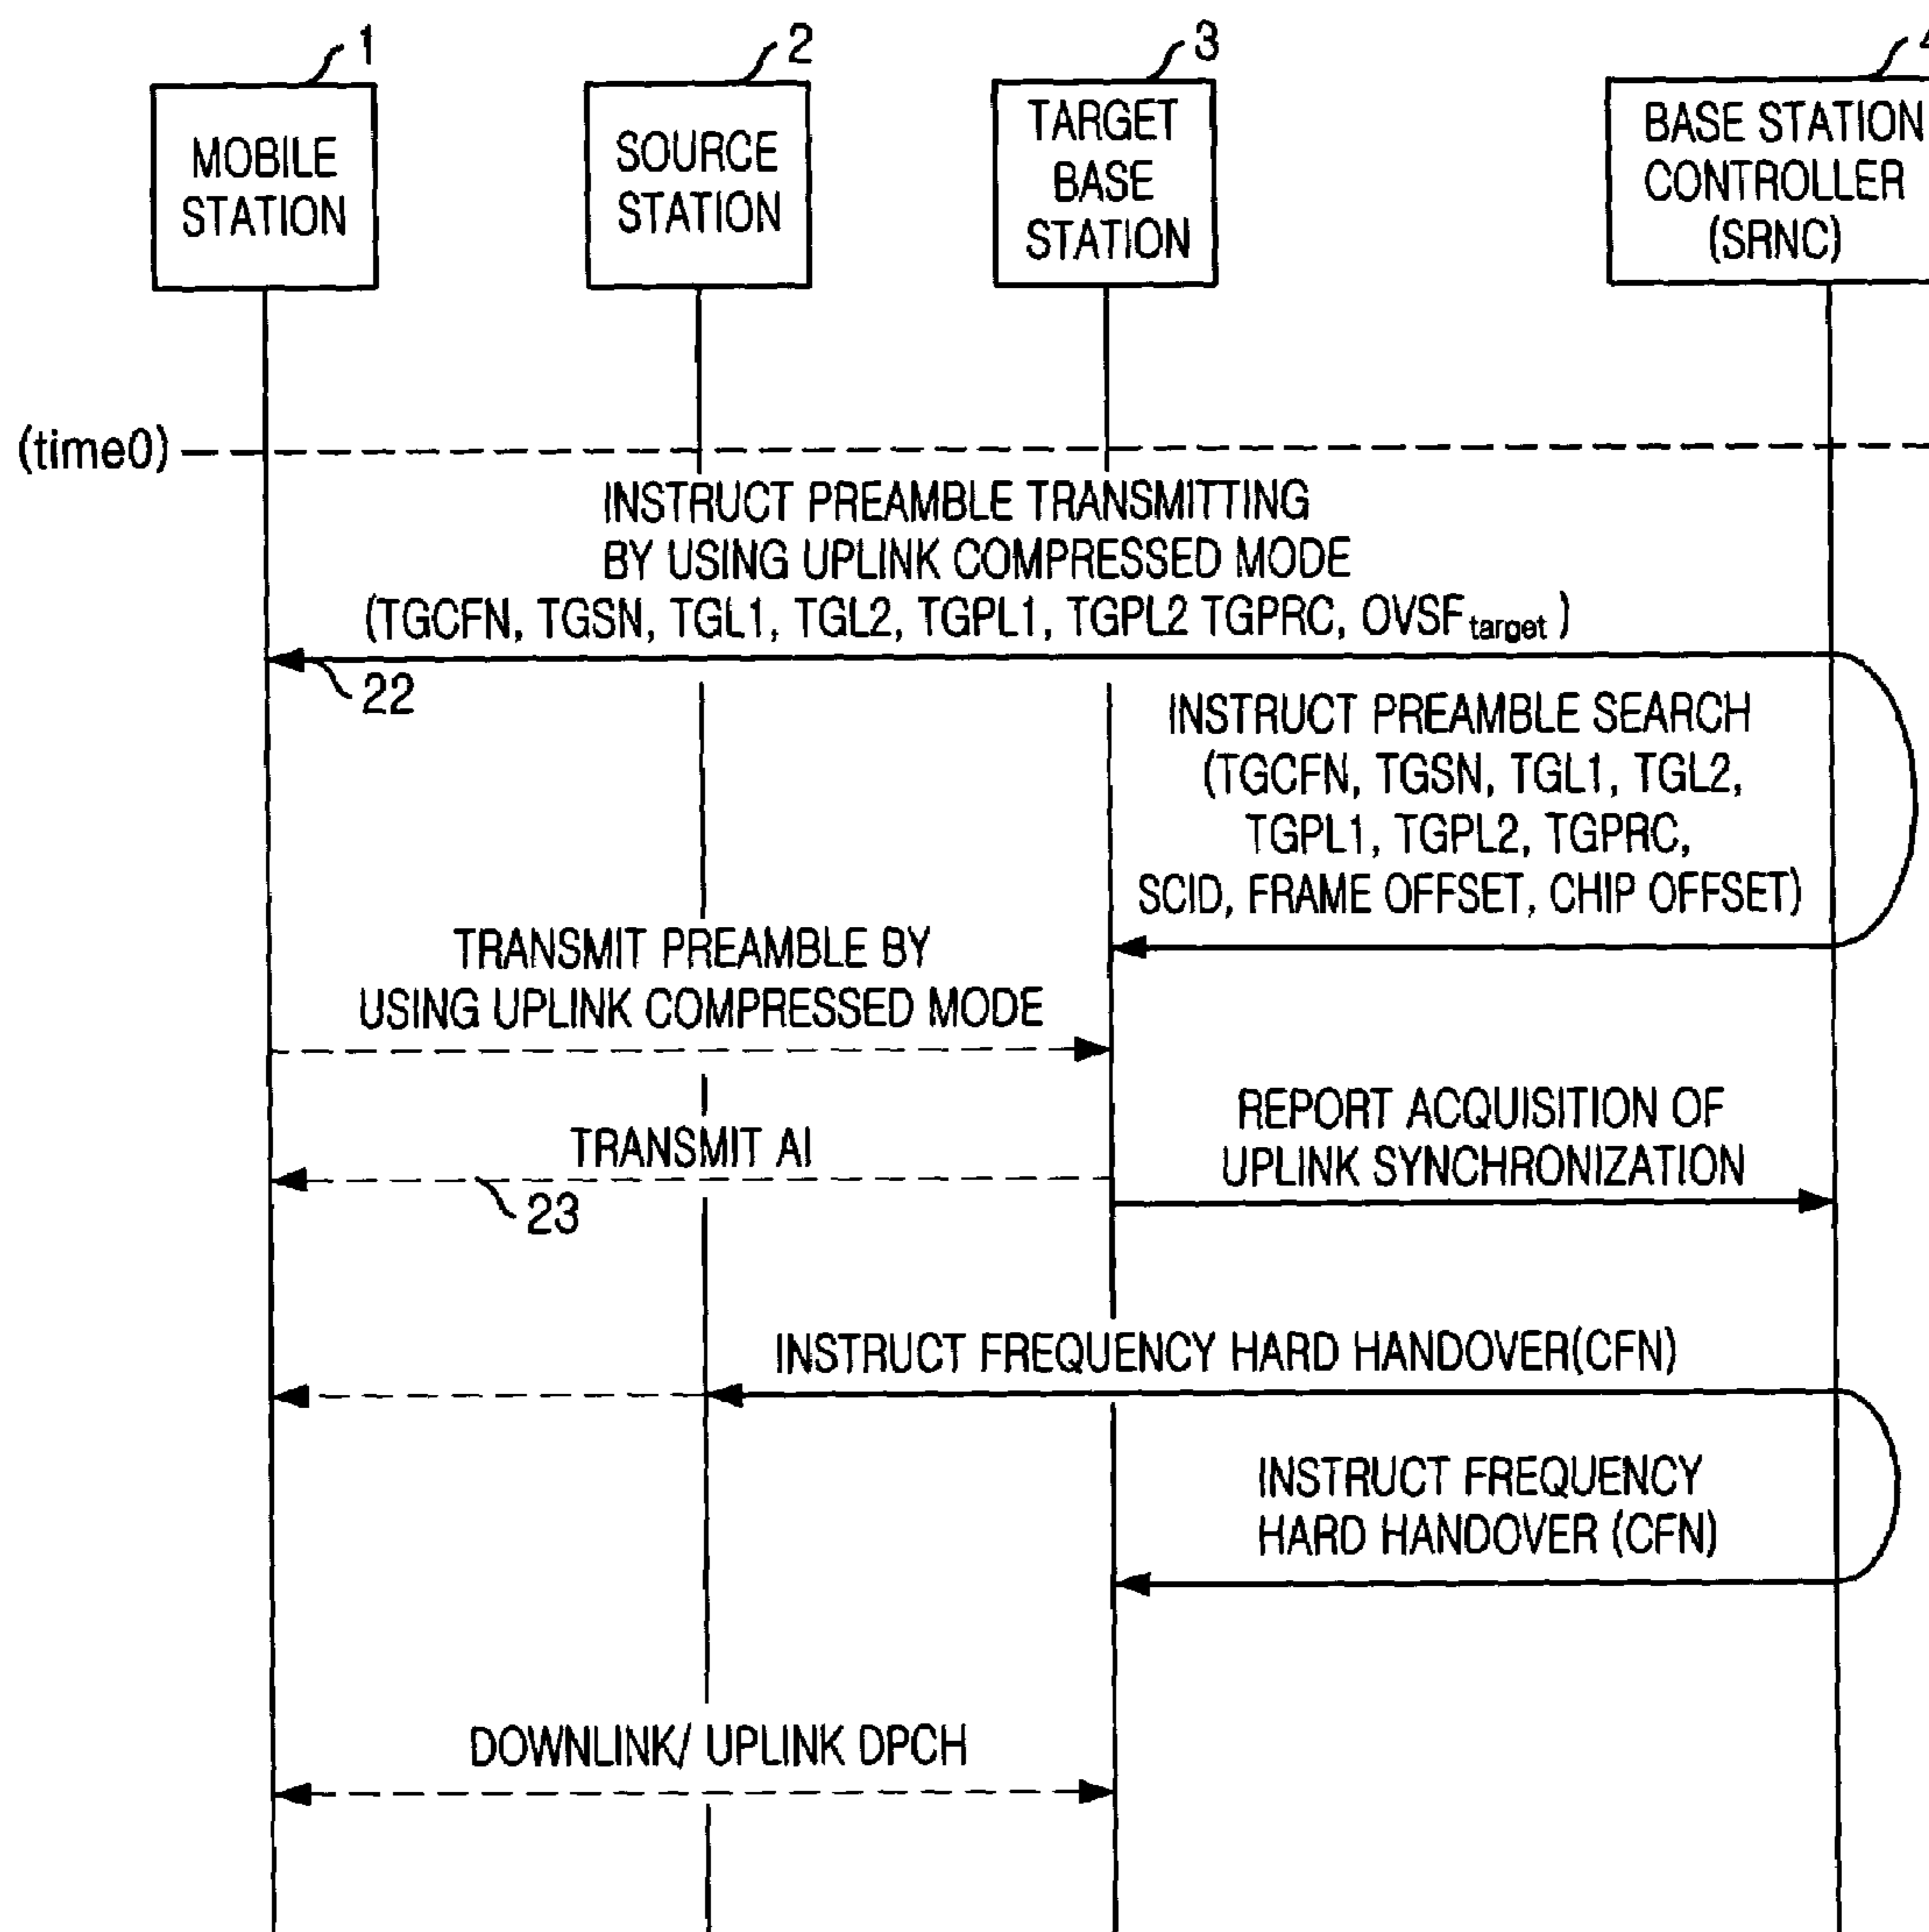 1
2
3
4
MOBILE
STATION
SOURCE
STATION
TARGET
BASE
STATION
BASE STATION
CONTROLLER
(SRNC)
(time0)
INSTRUCT PREAMBLE TRANSMITTING
BY USING UPLINK COMPRESSED MODE
(TGCFN, TGSN, TGL1, TGL2, TGPL1, TGPL2 TGPRC, OVSFtarget )
22
INSTRUCT PREAMBLE SEARCH
(TGCFN, TGSN, TGL1, TGL2,
TGPL1, TGPL2, TGPRC,
SCID, FRAME OFFSET, CHIP OFFSET)
TRANSMIT PREAMBLE BY
USING UPLINK COMPRESSED MODE
TRANSMIT AI
23
REPORT ACQUISITION OF
UPLINK SYNCHRONIZATION
INSTRUCT FREQUENCY HARD HANDOVER(CFN)
INSTRUCT FREQUENCY
HARD HANDOVER (CFN)
DOWNLINK/ UPLINK DPCH